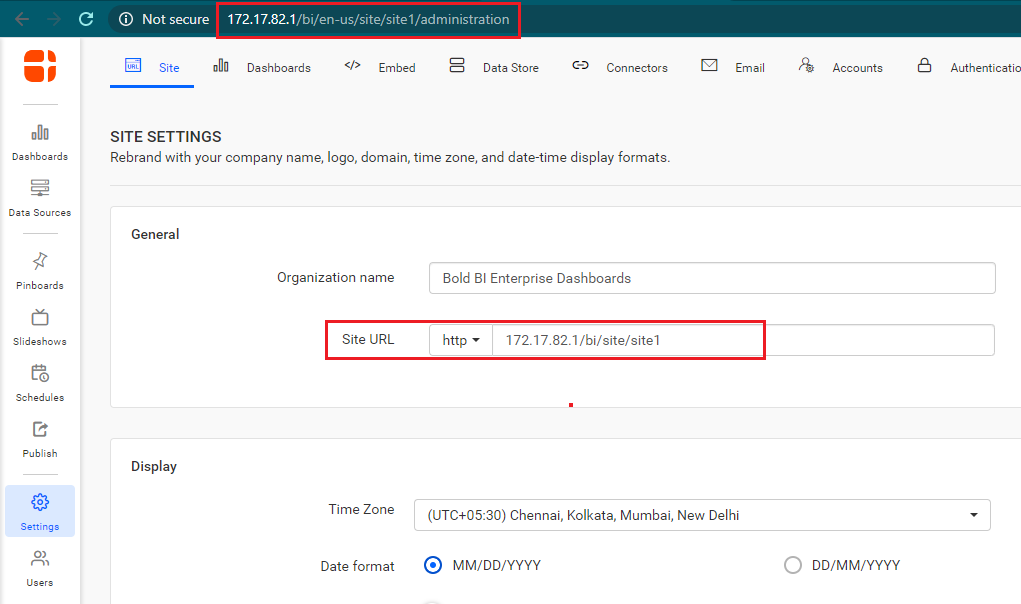 Not secure 172.17.82.1/bi/en-us/site/site1/administration
URL Site Dashboards </> Embed Data Store Connectors Email Accounts Authenticatio
Dashboards
Data Sources
Pinboards
Slideshows
Schedules
Publish
Settings
Users
SITE SETTINGS
Rebrand with your company name, logo, domain, time zone, and date-time display formats.
General
Organization name Bold BI Enterprise Dashboards
Site URL http 172.17.82.1/bi/site/site1
Display
Time Zone (UTC+05:30) Chennai, Kolkata, Mumbai, New Delhi
Date format MM/DD/YYYY DD/MM/YYYY